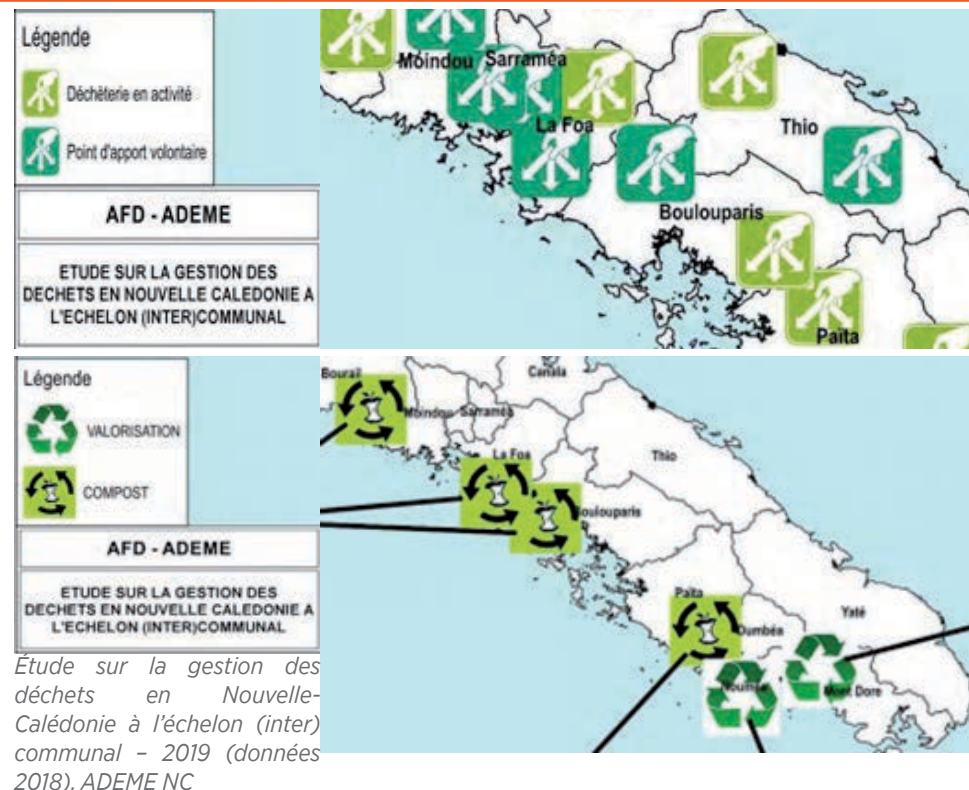 Légende
Déchèterie en activité
Point d'apport volontaire
AFD - ADEME
ETUDE SUR LA GESTION DES
DECHETS EN NOUVELLE CALEDONIE A
L'ECHELON (INTER)COMMUNAL
Moindou
Sarraméa
La Foa
Thio
Boulouparis
Païta
Légende
VALORISATION
COMPOST
AFD - ADEME
ETUDE SUR LA GESTION DES
DECHETS EN NOUVELLE CALEDONIE A
L'ECHELON (INTER)COMMUNAL
Bourail
Canala
Moindou
Sarraméa
La Foa
Thio
Boulouparis
Païta
Dumbéa
Yaté
Nouméa
Mont Dore
Étude sur la gestion des
déchets en Nouvelle-
Calédonie à l'échelon (inter)
communal – 2019 (données
2018). ADEME NC